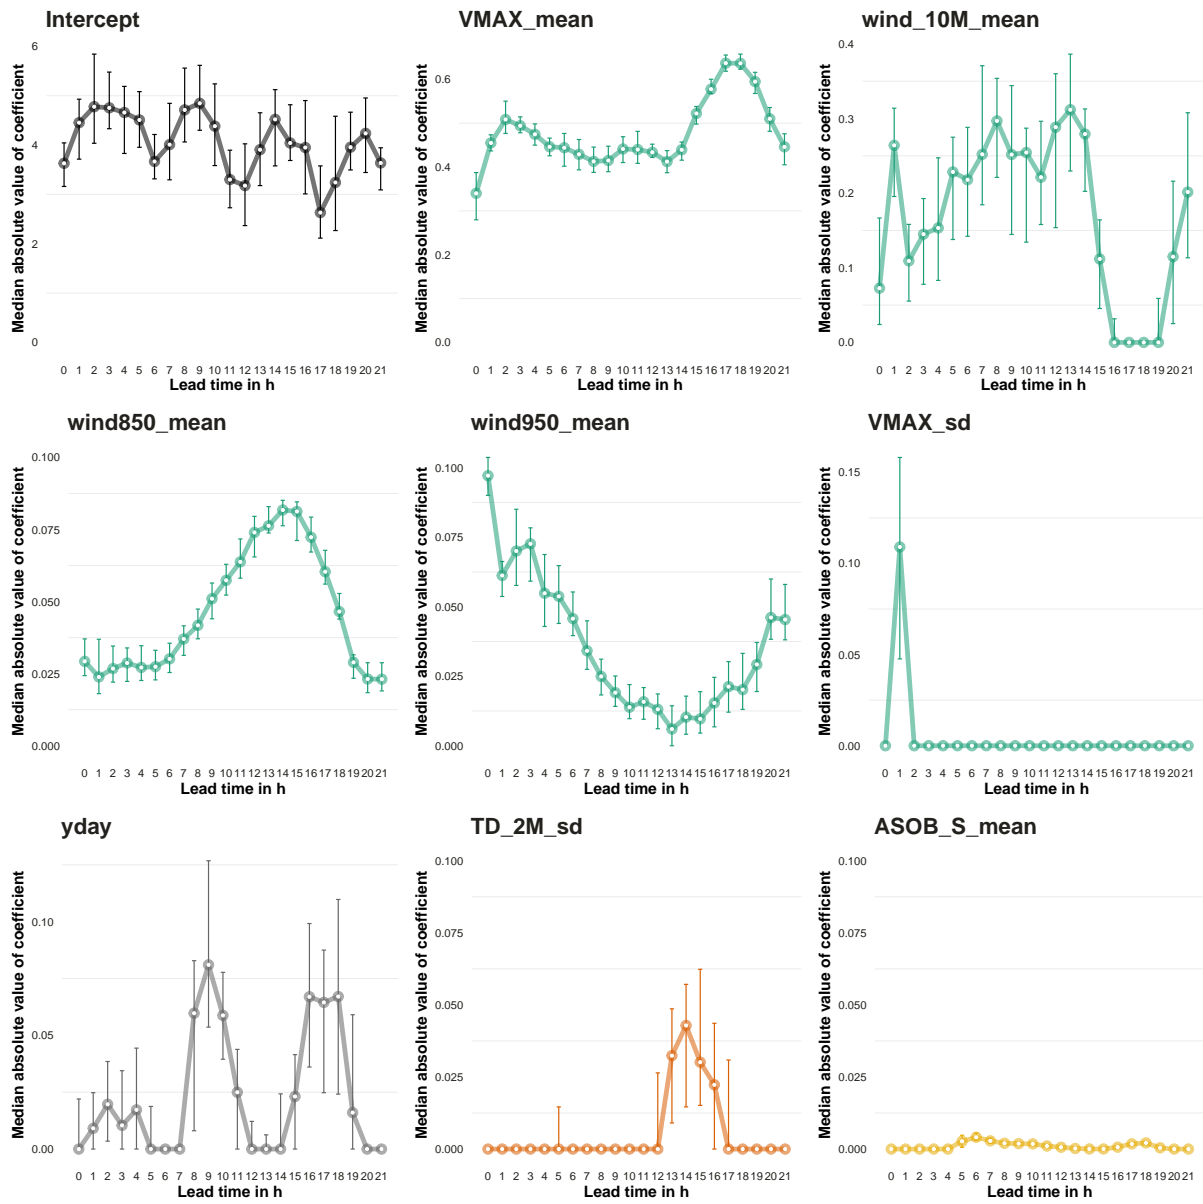 Intercept
VMAX_mean
wind_10M_mean
Median absolute value of coefficient
6
4
2
0
0 1 2 3 4 5 6 7 8 9 10 11 12 13 14 15 16 17 18 19 20 21
Lead time in h
Median absolute value of coefficient
0.6
0.4
0.2
0.0
0 1 2 3 4 5 6 7 8 9 10 11 12 13 14 15 16 17 18 19 20 21
Lead time in h
Median absolute value of coefficient
0.4
0.3
0.2
0.1
0.0
0 1 2 3 4 5 6 7 8 9 10 11 12 13 14 15 16 17 18 19 20 21
Lead time in h
wind850_mean
wind950_mean
VMAX_sd
Median absolute value of coefficient
0.100
0.075
0.050
0.025
0.000
0 1 2 3 4 5 6 7 8 9 10 11 12 13 14 15 16 17 18 19 20 21
Lead time in h
Median absolute value of coefficient
0.100
0.075
0.050
0.025
0.000
0 1 2 3 4 5 6 7 8 9 10 11 12 13 14 15 16 17 18 19 20 21
Lead time in h
Median absolute value of coefficient
0.15
0.10
0.05
0.00
0 1 2 3 4 5 6 7 8 9 10 11 12 13 14 15 16 17 18 19 20 21
Lead time in h
yday
TD_2M_sd
ASOB_S_mean
Median absolute value of coefficient
0.10
0.05
0.00
0 1 2 3 4 5 6 7 8 9 10 11 12 13 14 15 16 17 18 19 20 21
Lead time in h
Median absolute value of coefficient
0.100
0.075
0.050
0.025
0.000
0 1 2 3 4 5 6 7 8 9 10 11 12 13 14 15 16 17 18 19 20 21
Lead time in h
Median absolute value of coefficient
0.100
0.075
0.050
0.025
0.000
0 1 2 3 4 5 6 7 8 9 10 11 12 13 14 15 16 17 18 19 20 21
Lead time in h